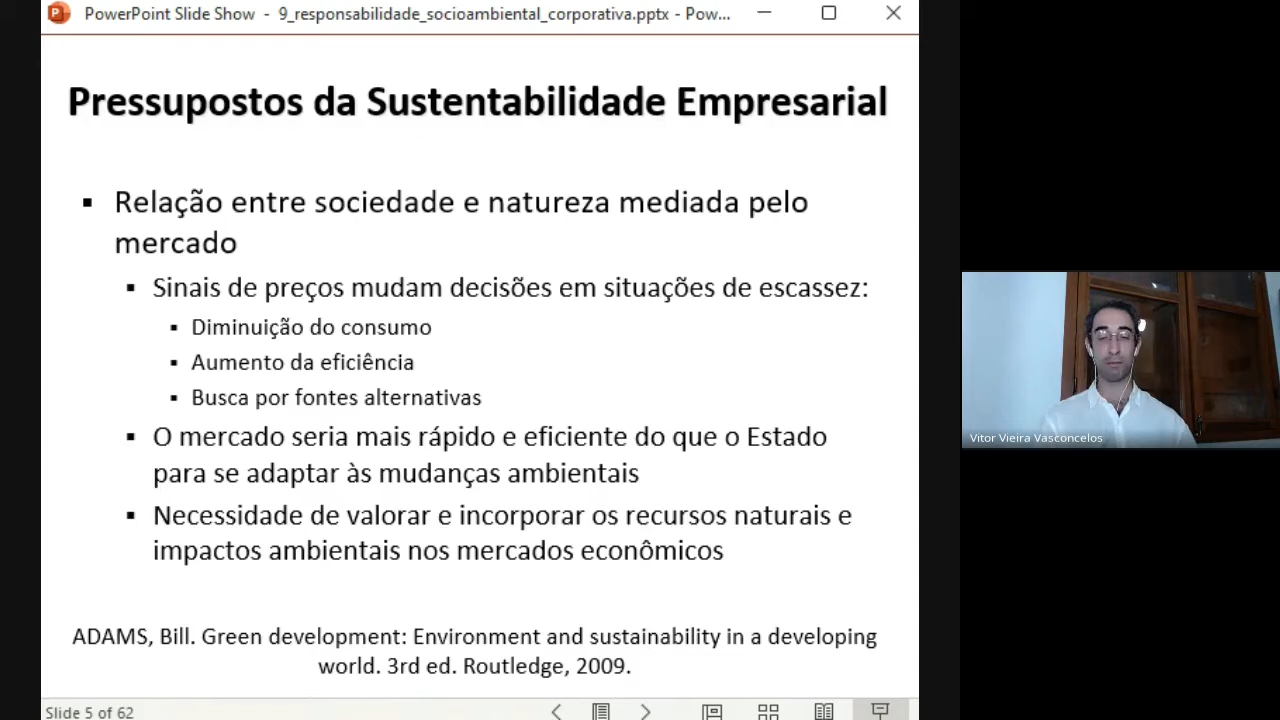 PowerPoint Slide Show - 9_responsabilidade_socioambiental_corporativa.pptx - Pow...
Pressupostos da Sustentabilidade Empresarial
▪ Relação entre sociedade e natureza mediada pelo
mercado
▪ Sinais de preços mudam decisões em situações de escassez:
▪ Diminuição do consumo
▪ Aumento da eficiência
▪ Busca por fontes alternativas
▪ O mercado seria mais rápido e eficiente do que o Estado
para se adaptar às mudanças ambientais
▪ Necessidade de valorar e incorporar os recursos naturais e
impactos ambientais nos mercados econômicos
ADAMS, Bill. Green development: Environment and sustainability in a developing
world. 3rd ed. Routledge, 2009.
Slide 5 of 62
Vitor Vieira Vasconcelos